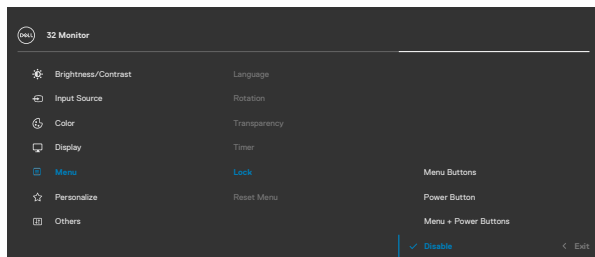 DELL
32 Monitor
Brightness/Contrast
Input Source
Color
Display
Menu
Personalize
Others
Language
Rotation
Transparency
Timer
Lock
Reset Menu
Menu Buttons
Power Button
Menu + Power Buttons
Disable
Exit